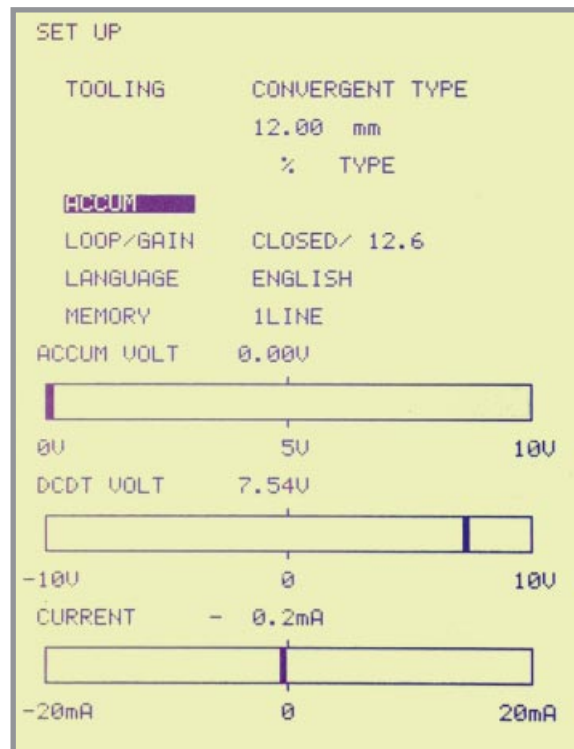 SET UP
TOOLING CONVERGENT TYPE
12.00 mm
% TYPE
ACCUM
LOOP/GAIN CLOSED/ 12.6
LANGUAGE ENGLISH
MEMORY 1LINE
ACCUM VOLT 0.00V
0V 5V 10V
DCDT VOLT 7.54V
-10V 0 10V
CURRENT - 0.2mA
-20mA 0 20mA